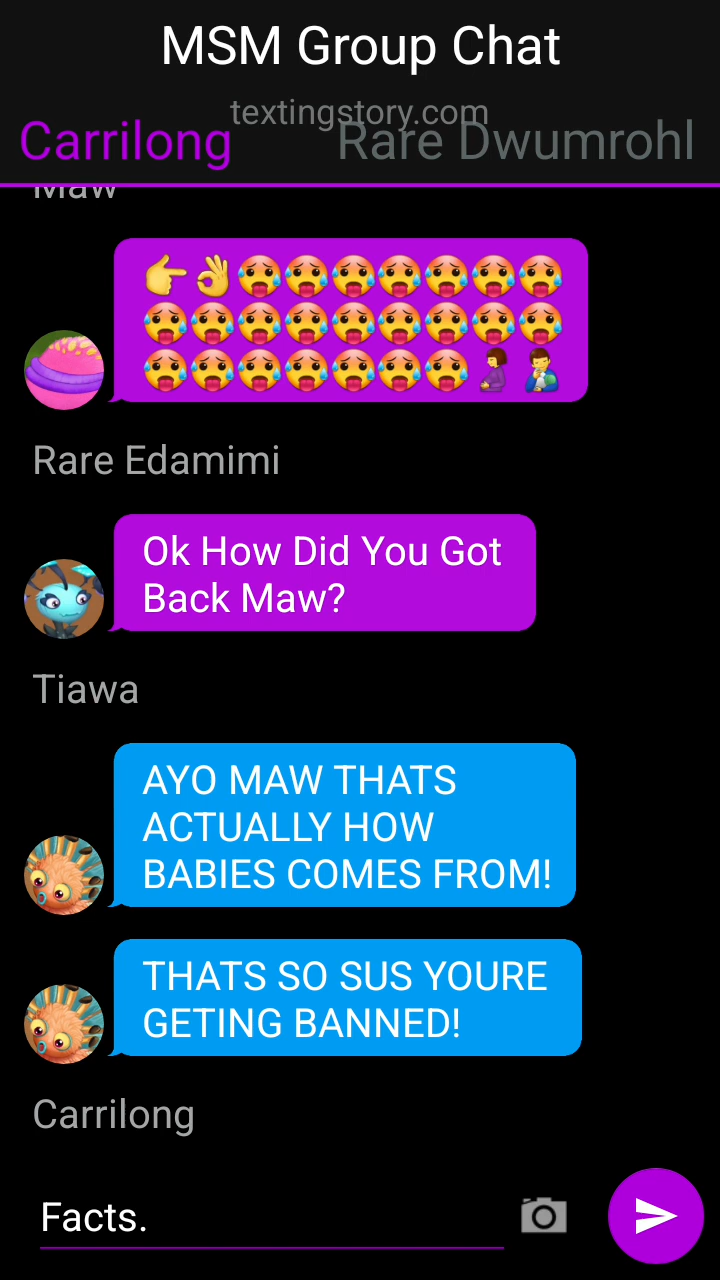 MSM Group Chat
textingstory.com
Carrilong
Rare Dwumrohl
Maw
👉👌🥵🥵🥵🥵🥵🥵🥵
🥵🥵🥵🥵🥵🥵🥵🥵🥵
🥵🥵🥵🥵🥵🥵🥵🤰👨‍🍼
Rare Edamimi
Ok How Did You Got
Back Maw?
Tiawa
AYO MAW THATS
ACTUALLY HOW
BABIES COMES FROM!
THATS SO SUS YOURE
GETING BANNED!
Carrilong
Facts.